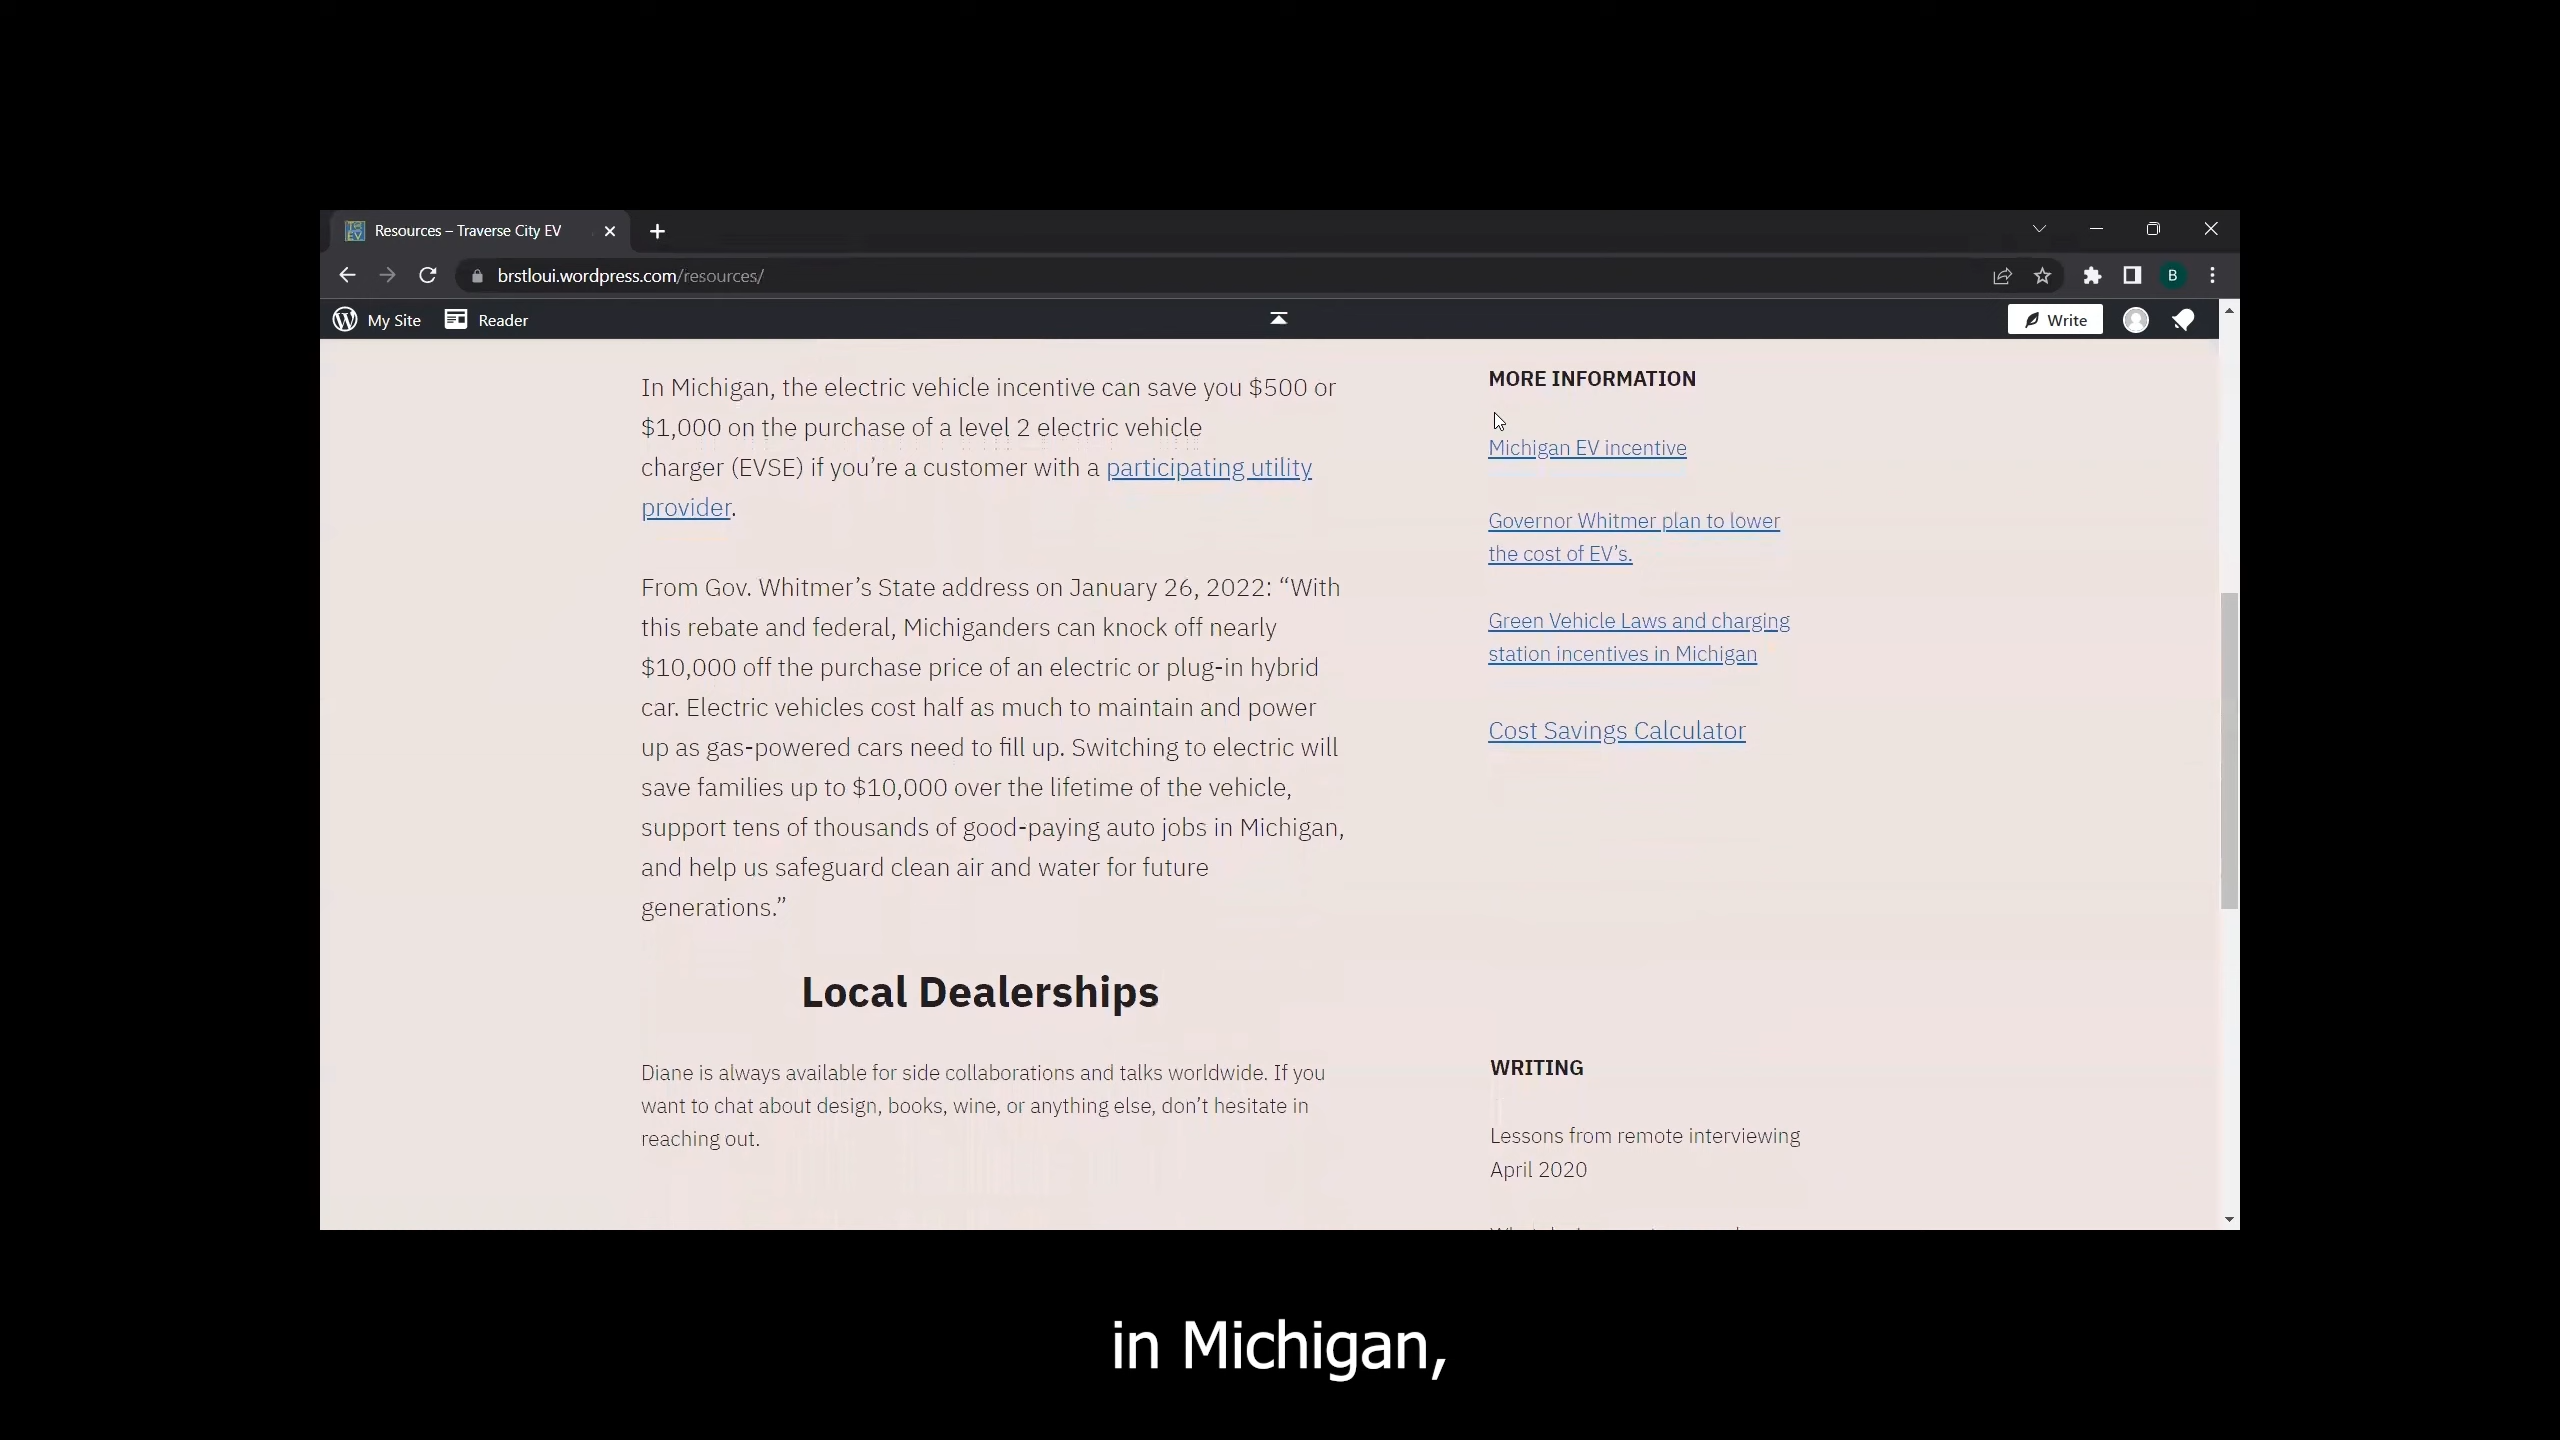 Resources – Traverse City EV
brstloui.wordpress.com/resources/
B
My Site
Reader
Write
In Michigan, the electric vehicle incentive can save you $500 or
$1,000 on the purchase of a level 2 electric vehicle
charger (EVSE) if you’re a customer with a participating utility
provider.
From Gov. Whitmer’s State address on January 26, 2022: “With
this rebate and federal, Michiganders can knock off nearly
$10,000 off the purchase price of an electric or plug-in hybrid
car. Electric vehicles cost half as much to maintain and power
up as gas-powered cars need to fill up. Switching to electric will
save families up to $10,000 over the lifetime of the vehicle,
support tens of thousands of good-paying auto jobs in Michigan,
and help us safeguard clean air and water for future
generations.”
MORE INFORMATION
Michigan EV incentive
Governor Whitmer plan to lower
the cost of EV’s.
Green Vehicle Laws and charging
station incentives in Michigan
Cost Savings Calculator
Local Dealerships
Diane is always available for side collaborations and talks worldwide. If you
want to chat about design, books, wine, or anything else, don’t hesitate in
reaching out.
WRITING
Lessons from remote interviewing
April 2020
in Michigan,